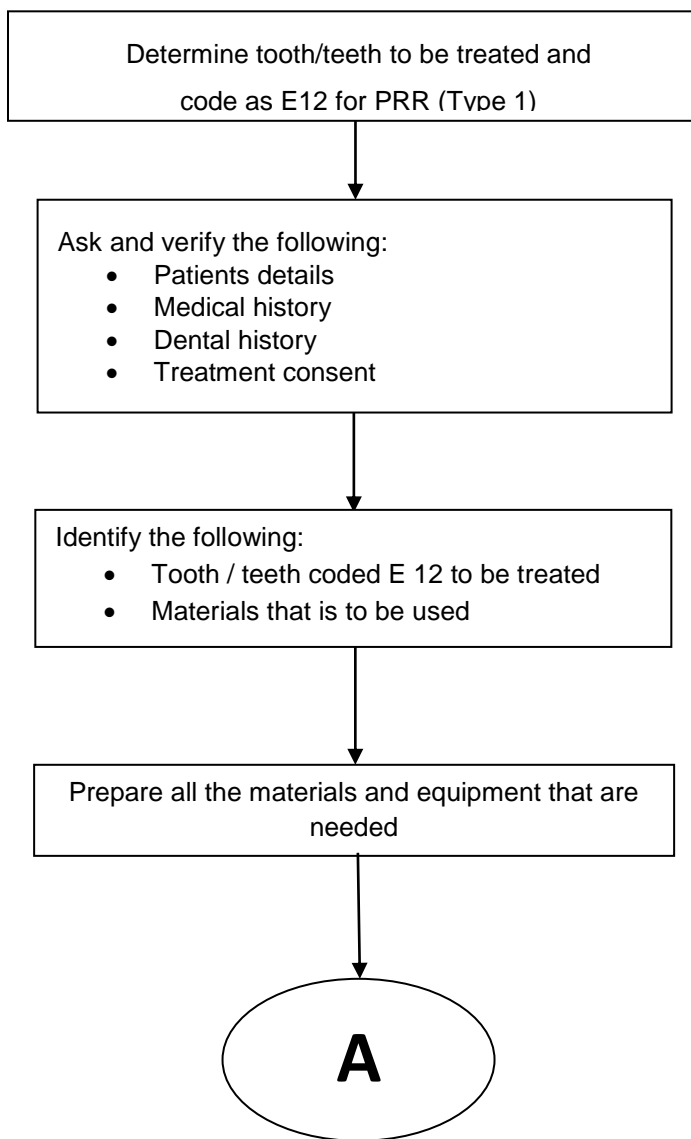 Determine tooth/teeth to be treated and
code as E12 for PRR (Type 1)
Ask and verify the following:
• Patients details
• Medical history
• Dental history
• Treatment consent
Identify the following:
• Tooth / teeth coded E 12 to be treated
• Materials that is to be used
Prepare all the materials and equipment that are
needed
A